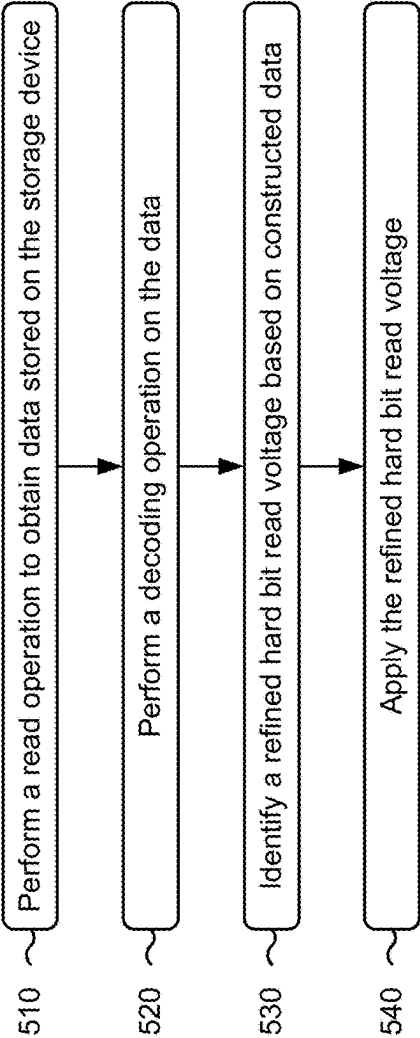 510
Perform a read operation to obtain data stored on the storage device
520
Perform a decoding operation on the data
530
Identify a refined hard bit read voltage based on constructed data
540
Apply the refined hard bit read voltage